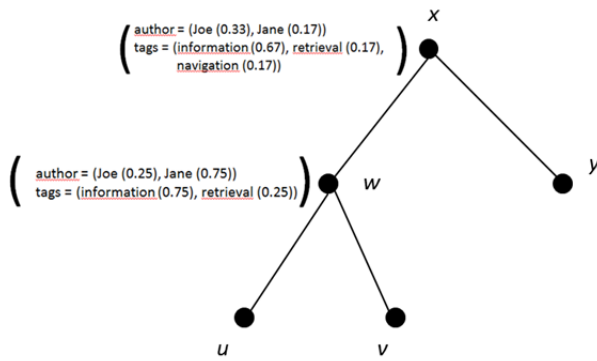 x
author = (Joe (0.33), Jane (0.17))
tags = (information (0.67), retrieval (0.17),
navigation (0.17))
y
author = (Joe (0.25), Jane (0.75))
tags = (information (0.75), retrieval (0.25))
w
u
v